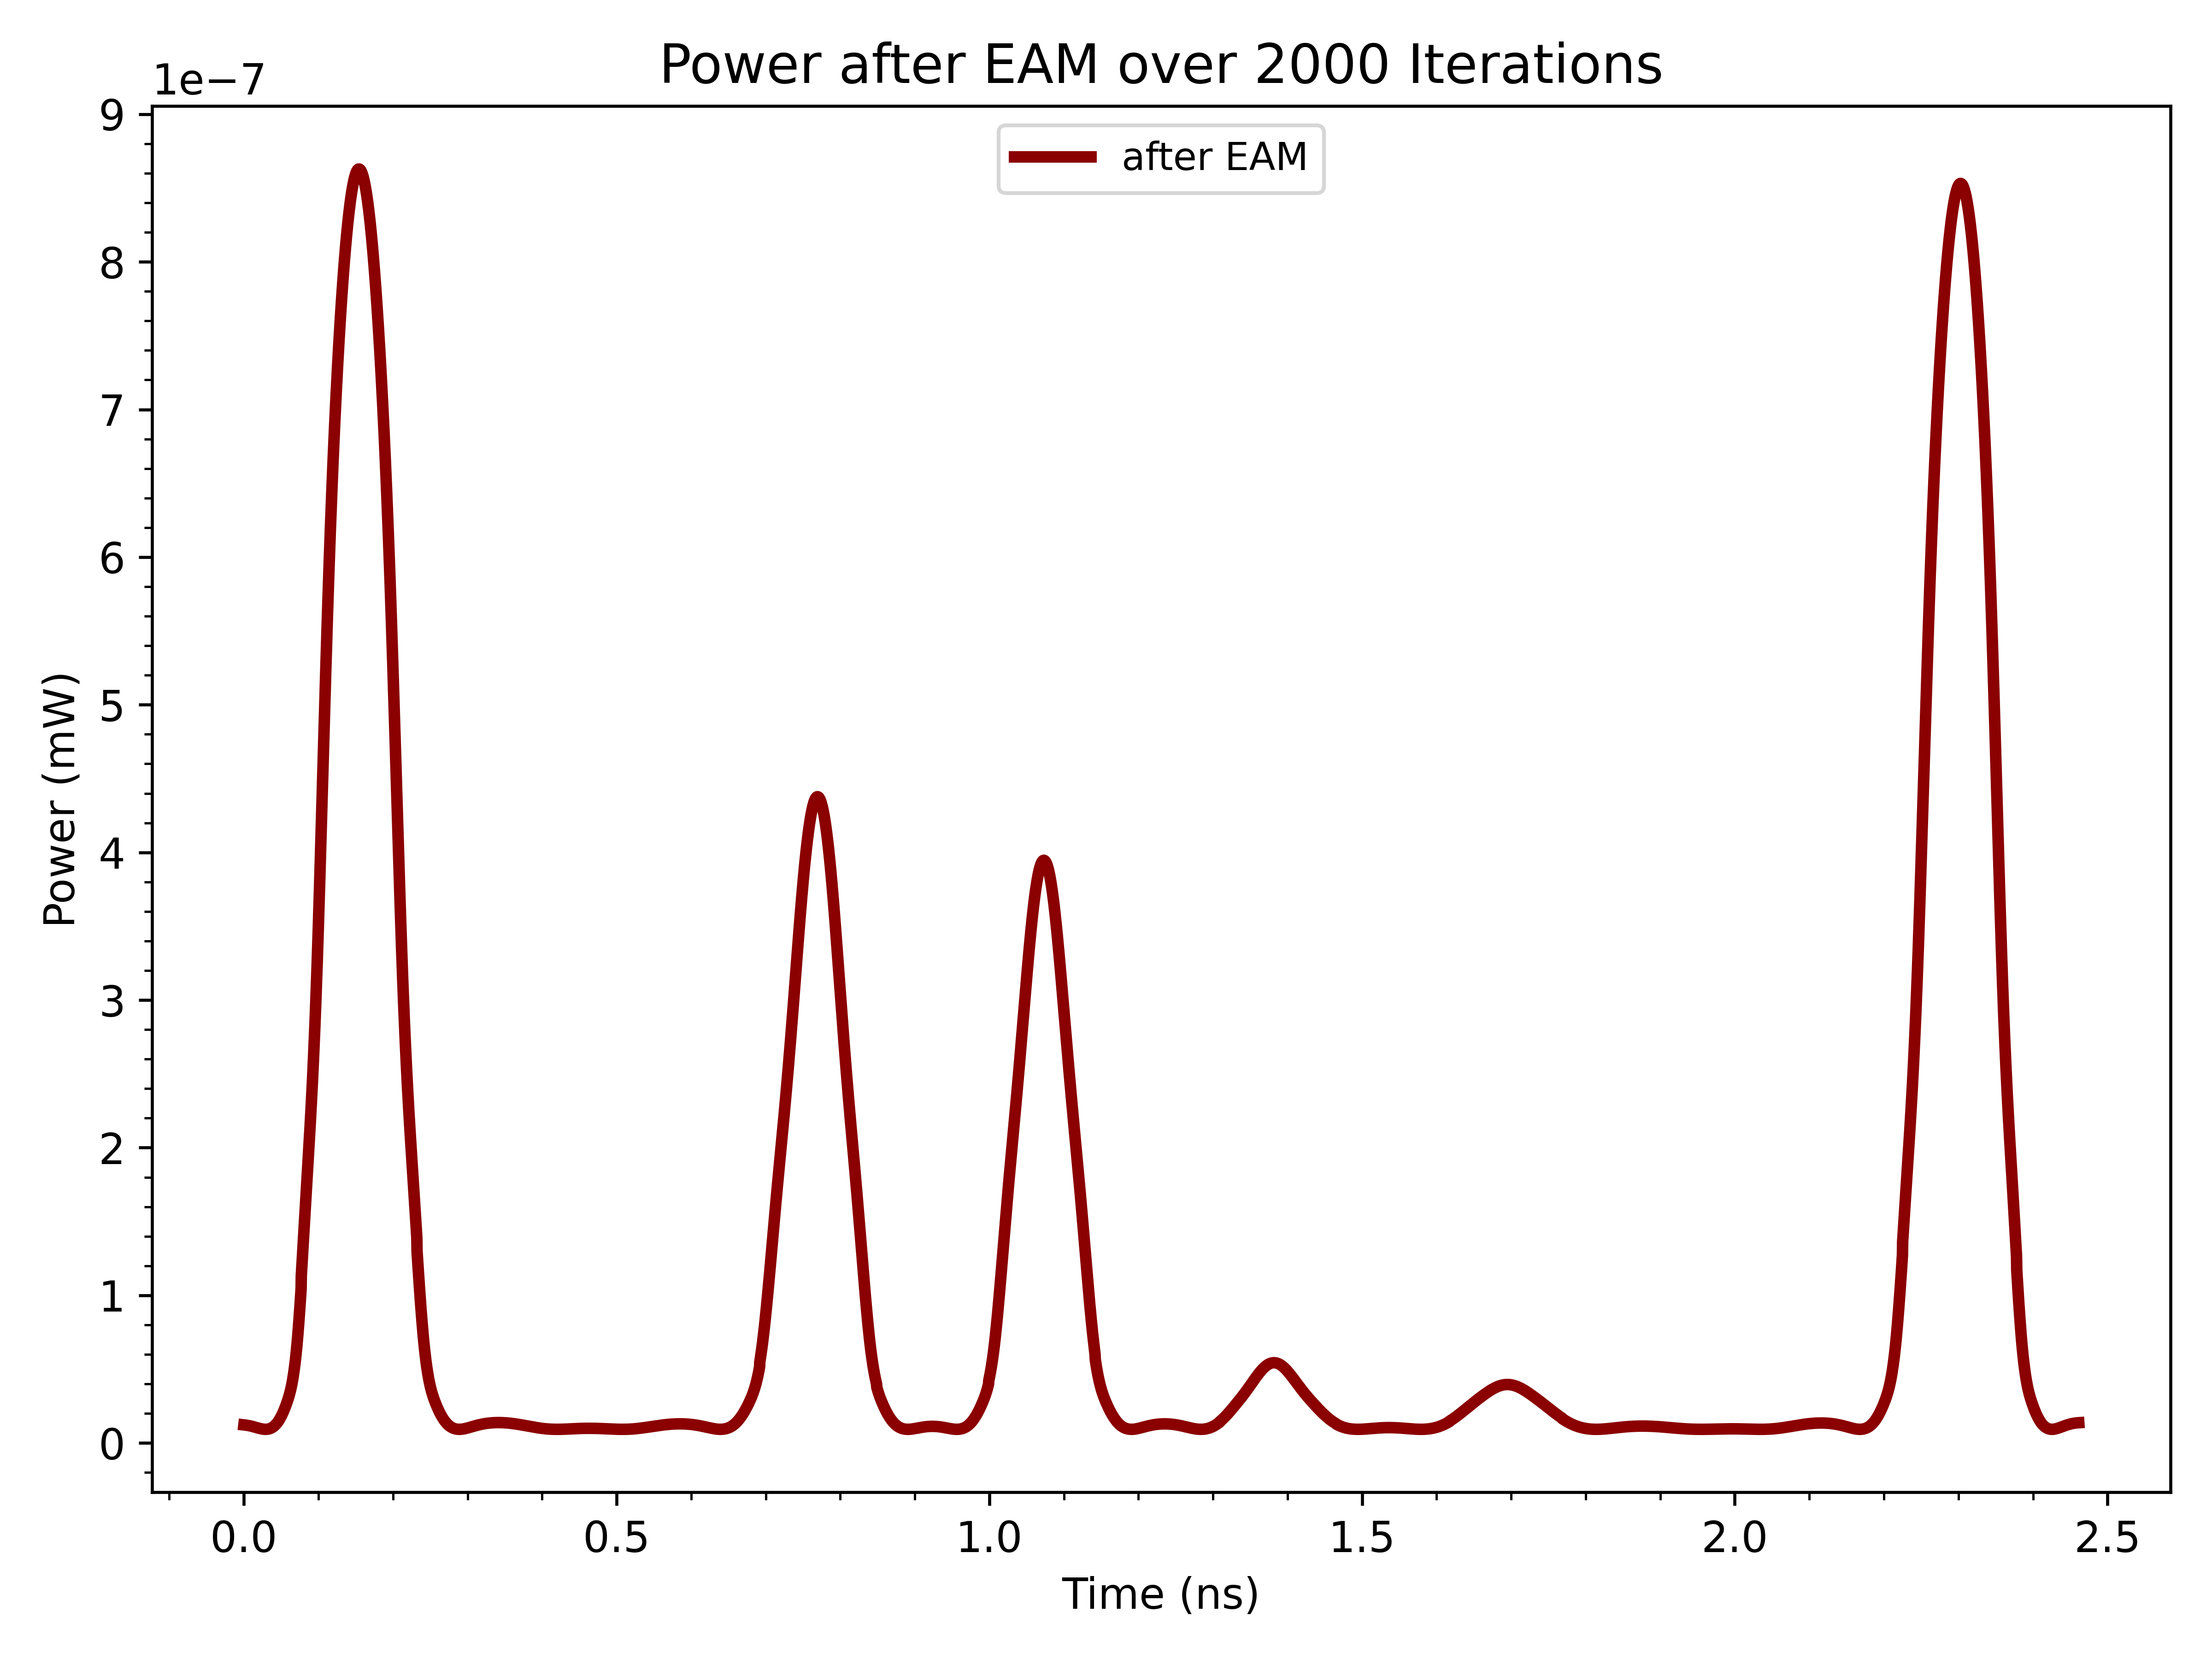 Power after EAM over 2000 Iterations
1e−7
after EAM
9
8
7
6
5
4
3
2
1
0
Power (mW)
0.0 0.5 1.0 1.5 2.0 2.5
Time (ns)